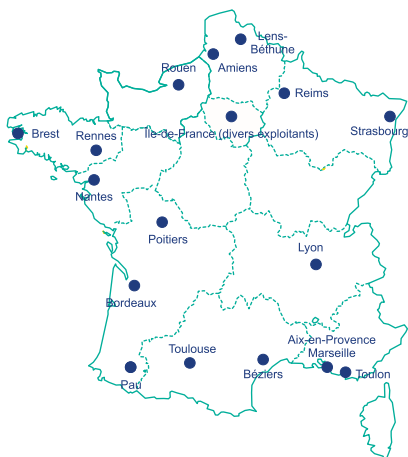 Lens-
Béthune
Rouen
Amiens
Reims
Brest
Rennes
Ile-de-France (divers exploitants)
Strasbourg
Nantes
Poitiers
Lyon
Bordeaux
Aix-en-Provence
Marseille
Toulouse
Béziers
Toulon
Pau